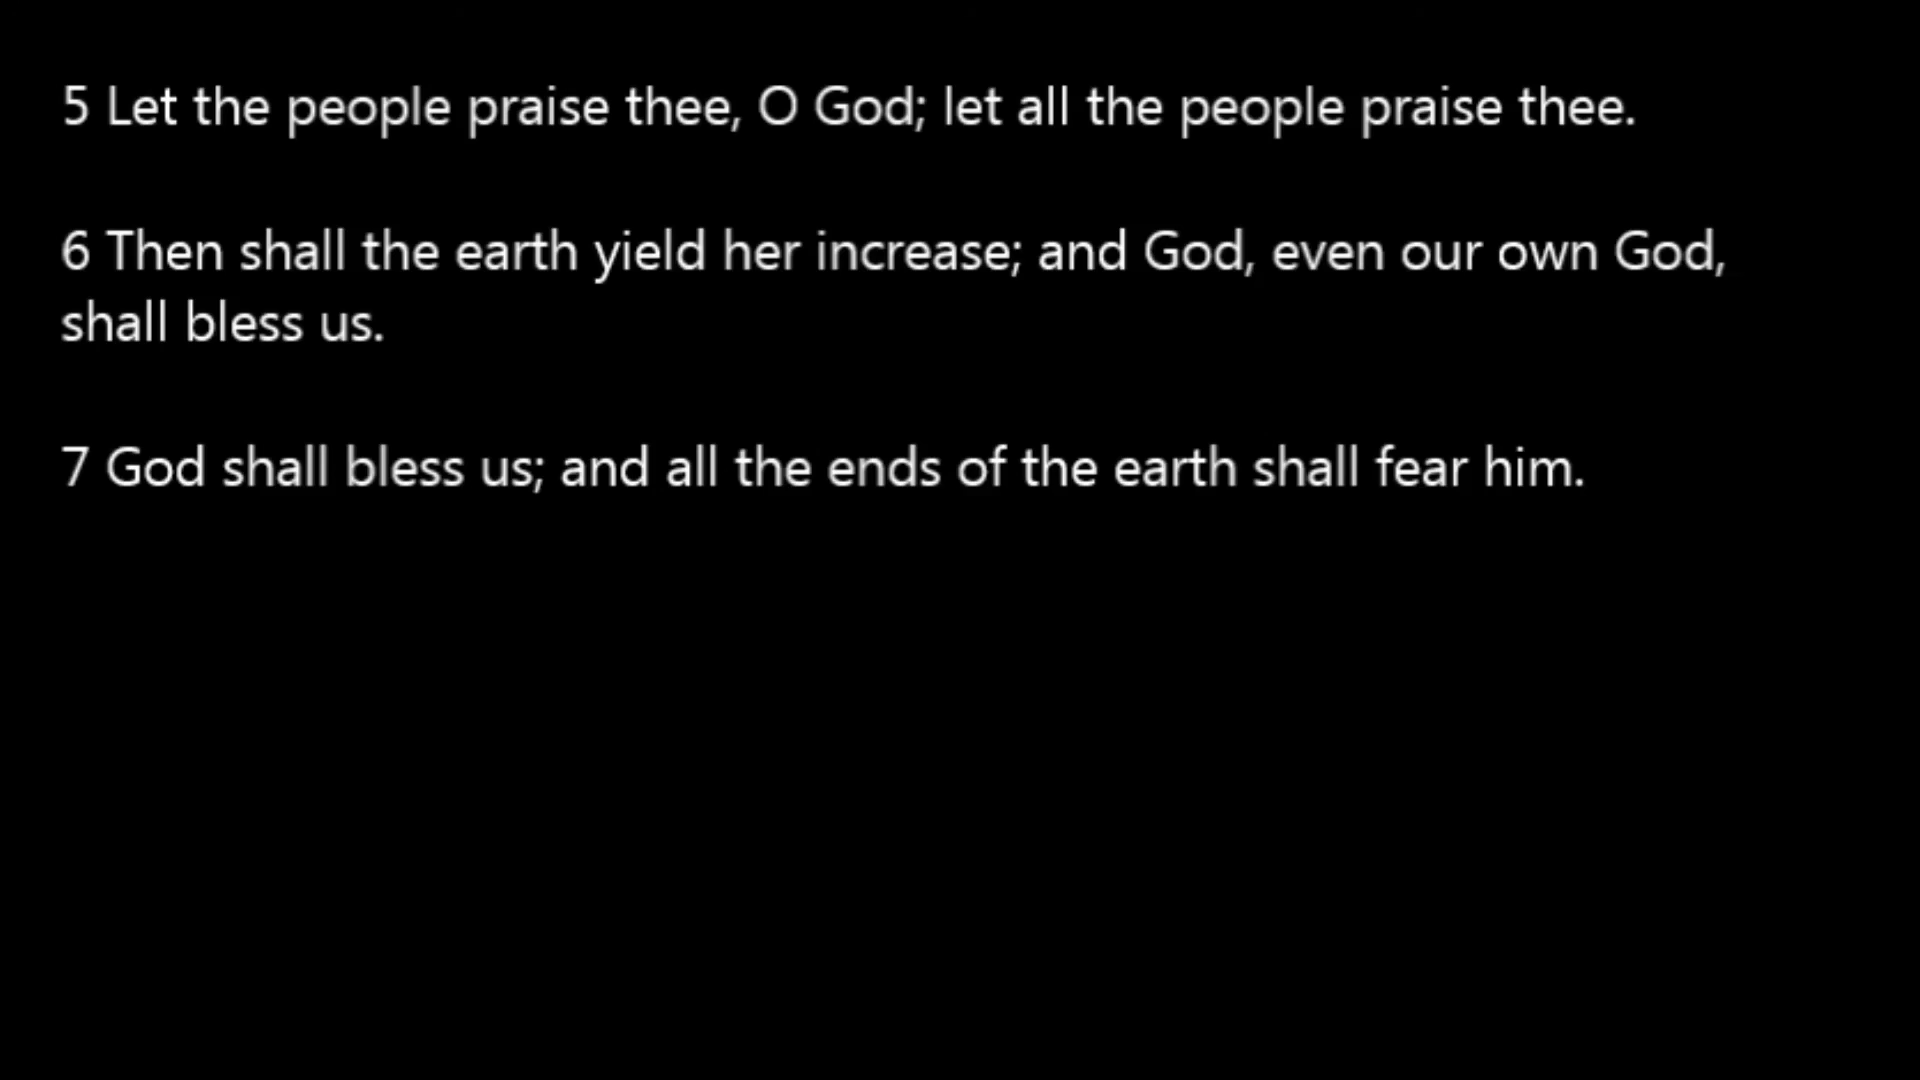 5 Let the people praise thee, O God; let all the people praise thee.
6 Then shall the earth yield her increase; and God, even our own God,
shall bless us.
7 God shall bless us; and all the ends of the earth shall fear him.